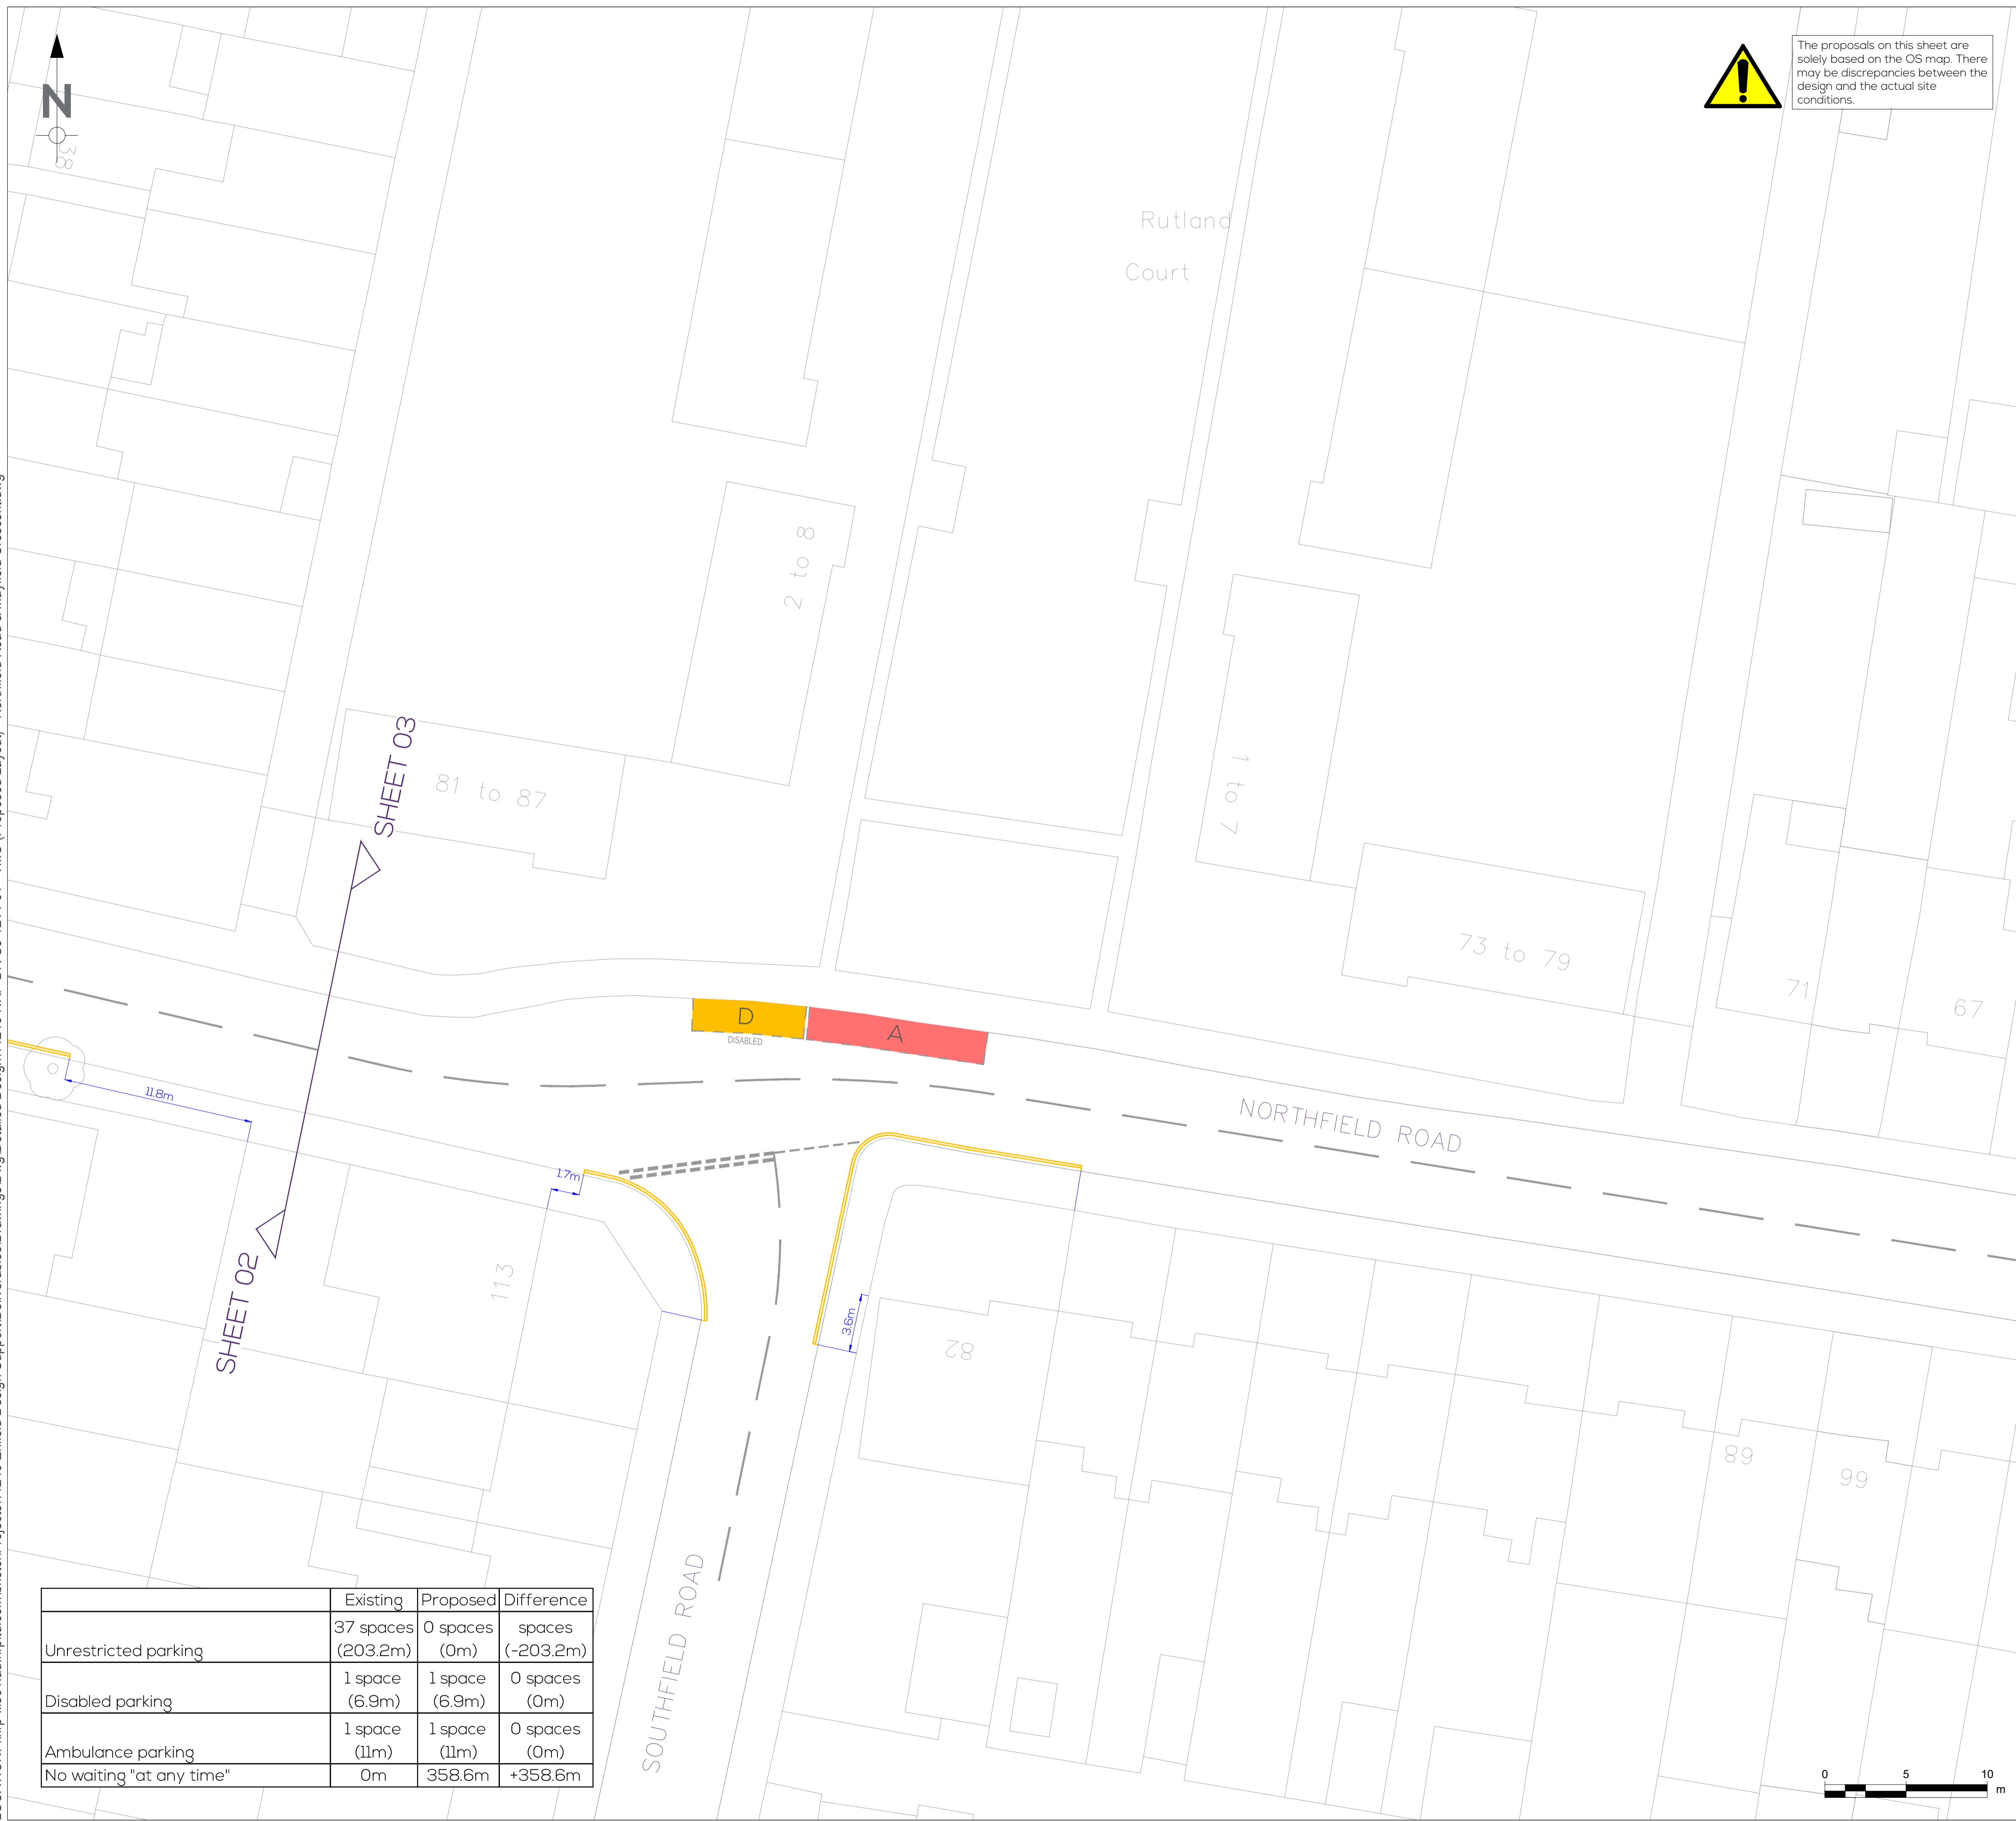 N
38
The proposals on this sheet are
solely based on the OS map. There
may be discrepancies between the
design and the actual site
conditions.
Rutland
Court
2 to 8
SHEET 03
81 to 87
1 to 7
73 to 79
71
67
D
DISABLED
A
11.8m
NORTHFIELD ROAD
1.7m
SHEET 02
113
3.6m
82
68
66
SOUTHFIELD ROAD
Existing Proposed Difference
Unrestricted parking
37 spaces 0 spaces spaces
(203.2m) (0m) (-203.2m)
Disabled parking
1 space 1 space 0 spaces
(6.9m) (6.9m) (0m)
Ambulance parking
1 space 1 space 0 spaces
(11m) (11m) (0m)
No waiting "at any time" 0m 358.6m +358.6m
0 5 10
m